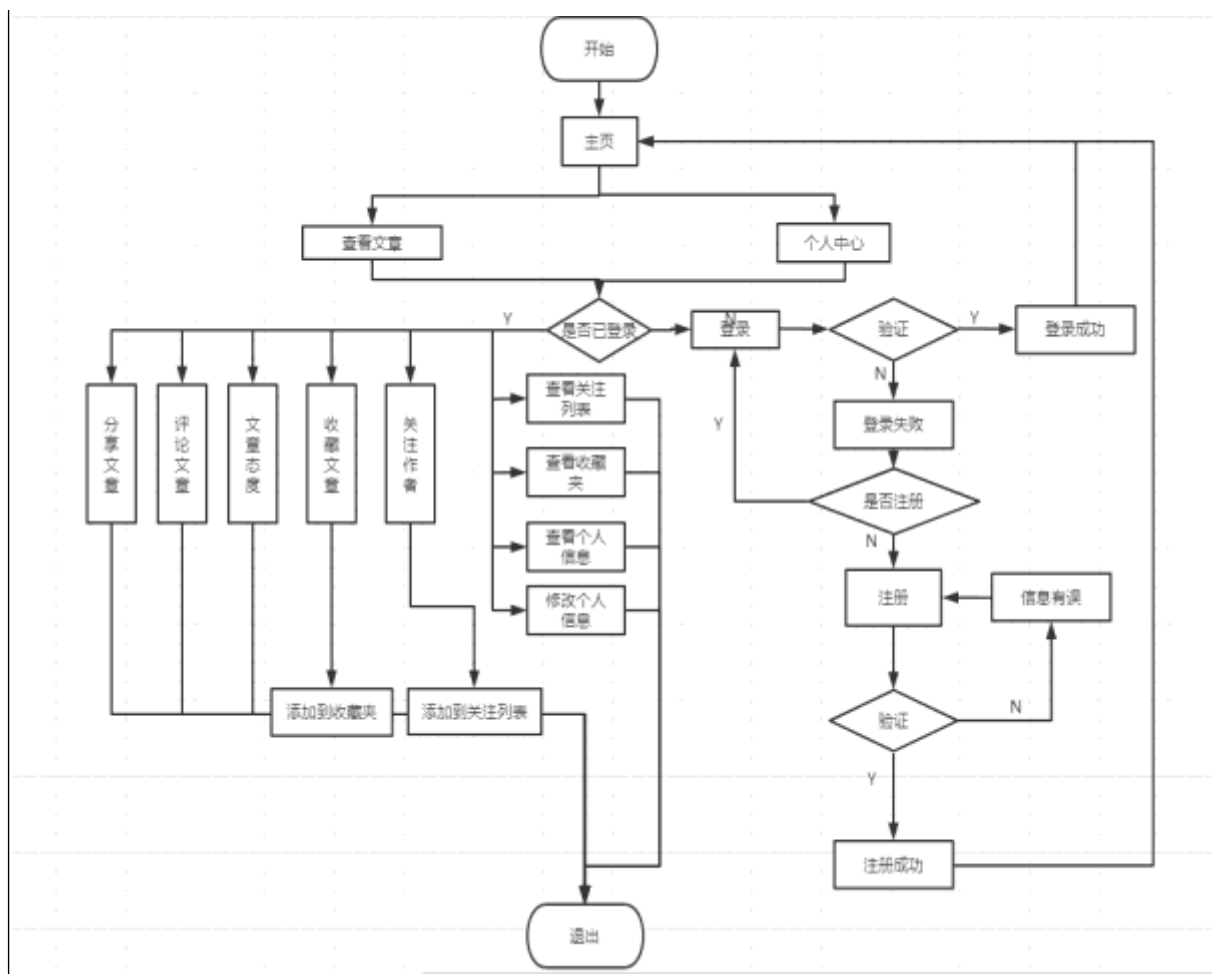 开始
主页
查看文章
个人中心
Y
是否已登录
N
登录
验证
Y
登录成功
N
分享文章
评论文章
文章态度
收藏文章
关注作者
查看关注
列表
Y
登录失败
查看收藏
夹
是否注册
N
查看个人
信息
修改个人
信息
注册
信息有误
添加到收藏夹
添加到关注列表
验证
N
Y
注册成功
退出